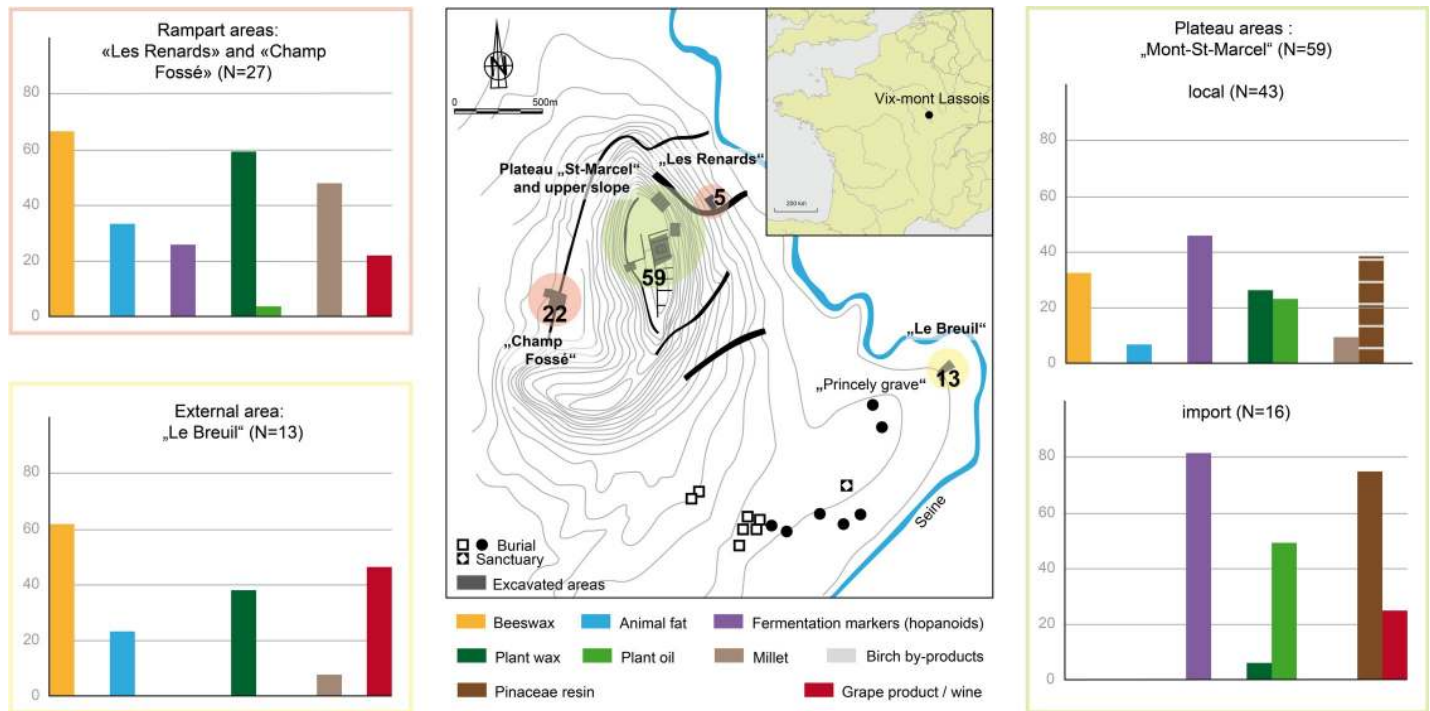 Rampart areas:
«Les Renards» and «Champ
Fossé» (N=27)
80
60
40
20
0
External area:
„Le Breuil“ (N=13)
80
60
40
20
0
N
0 500m
Plateau „St-Marcel“
and upper slope
„Les Renards“
5
59
22
„Champ
Fossé“
„Le Breuil“
13
„Princely grave“
Seine
Burial
Sanctuary
Excavated areas
Vix-mont Lassois
200 km
Beeswax
Animal fat
Fermentation markers (hopanoids)
Plant wax
Plant oil
Millet
Birch by-products
Pinaceae resin
Grape product / wine
Plateau areas :
„Mont-St-Marcel“ (N=59)
local (N=43)
80
60
40
20
0
import (N=16)
80
60
40
20
0